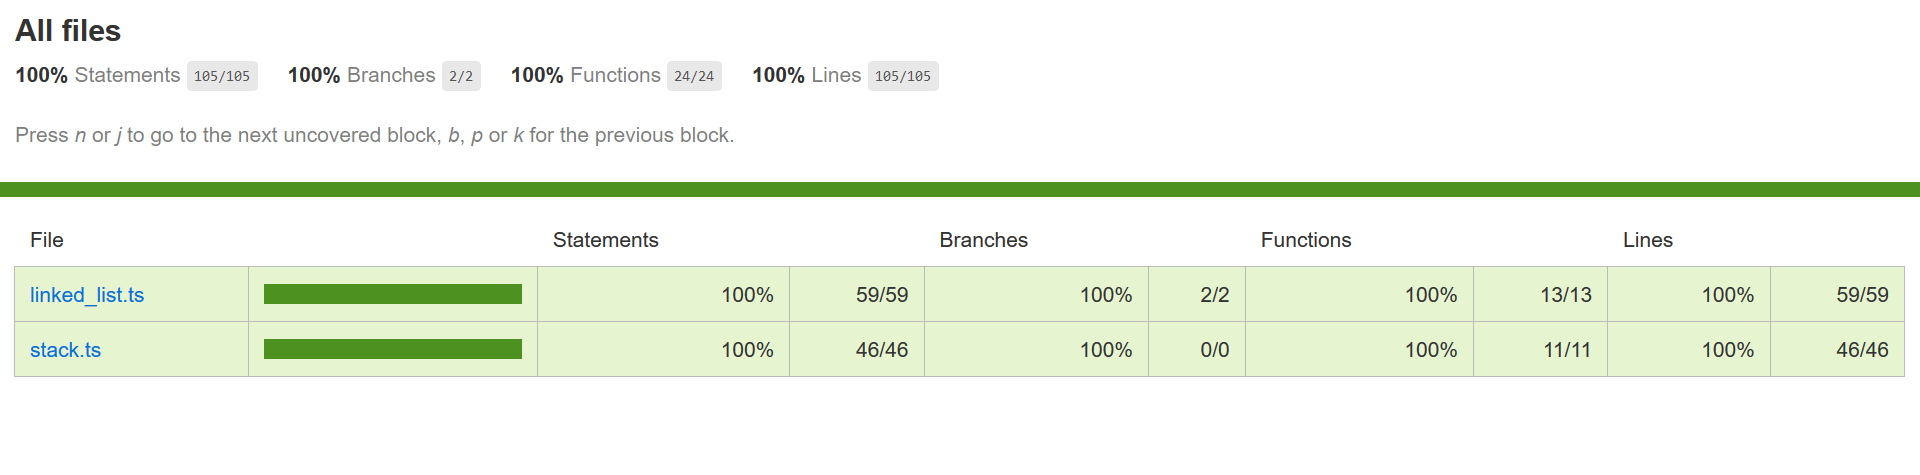 All files
100% Statements 105/105 100% Branches 2/2 100% Functions 24/24 100% Lines 105/105
Press n or j to go to the next uncovered block, b, p or k for the previous block.
File Statements Branches Functions Lines
linked_list.ts 100% 59/59 100% 2/2 100% 13/13 100% 59/59
stack.ts 100% 46/46 100% 0/0 100% 11/11 100% 46/46